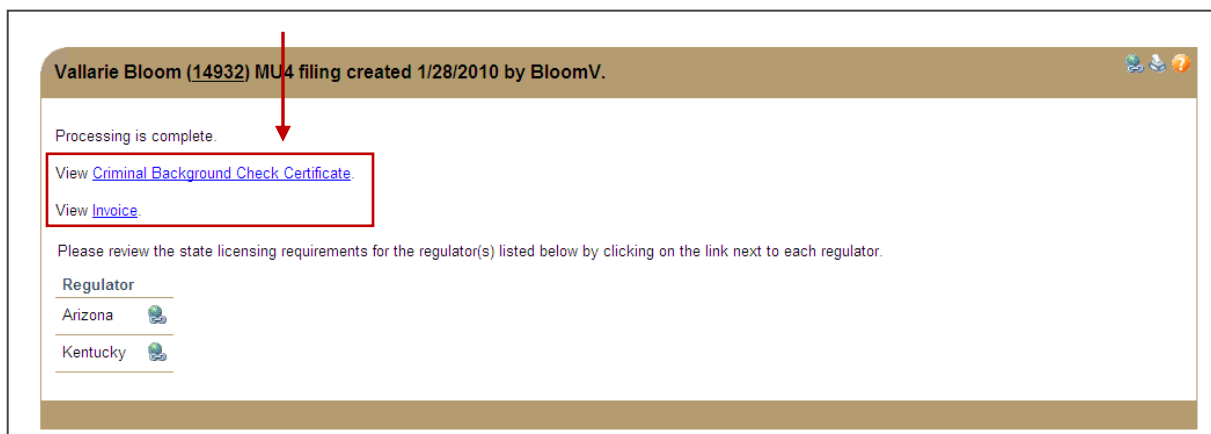 Vallarie Bloom (14932) MU4 filing created 1/28/2010 by BloomV.
Processing is complete.
View Criminal Background Check Certificate.
View Invoice.
Please review the state licensing requirements for the regulator(s) listed below by clicking on the link next to each regulator.
Regulator
Arizona
Kentucky